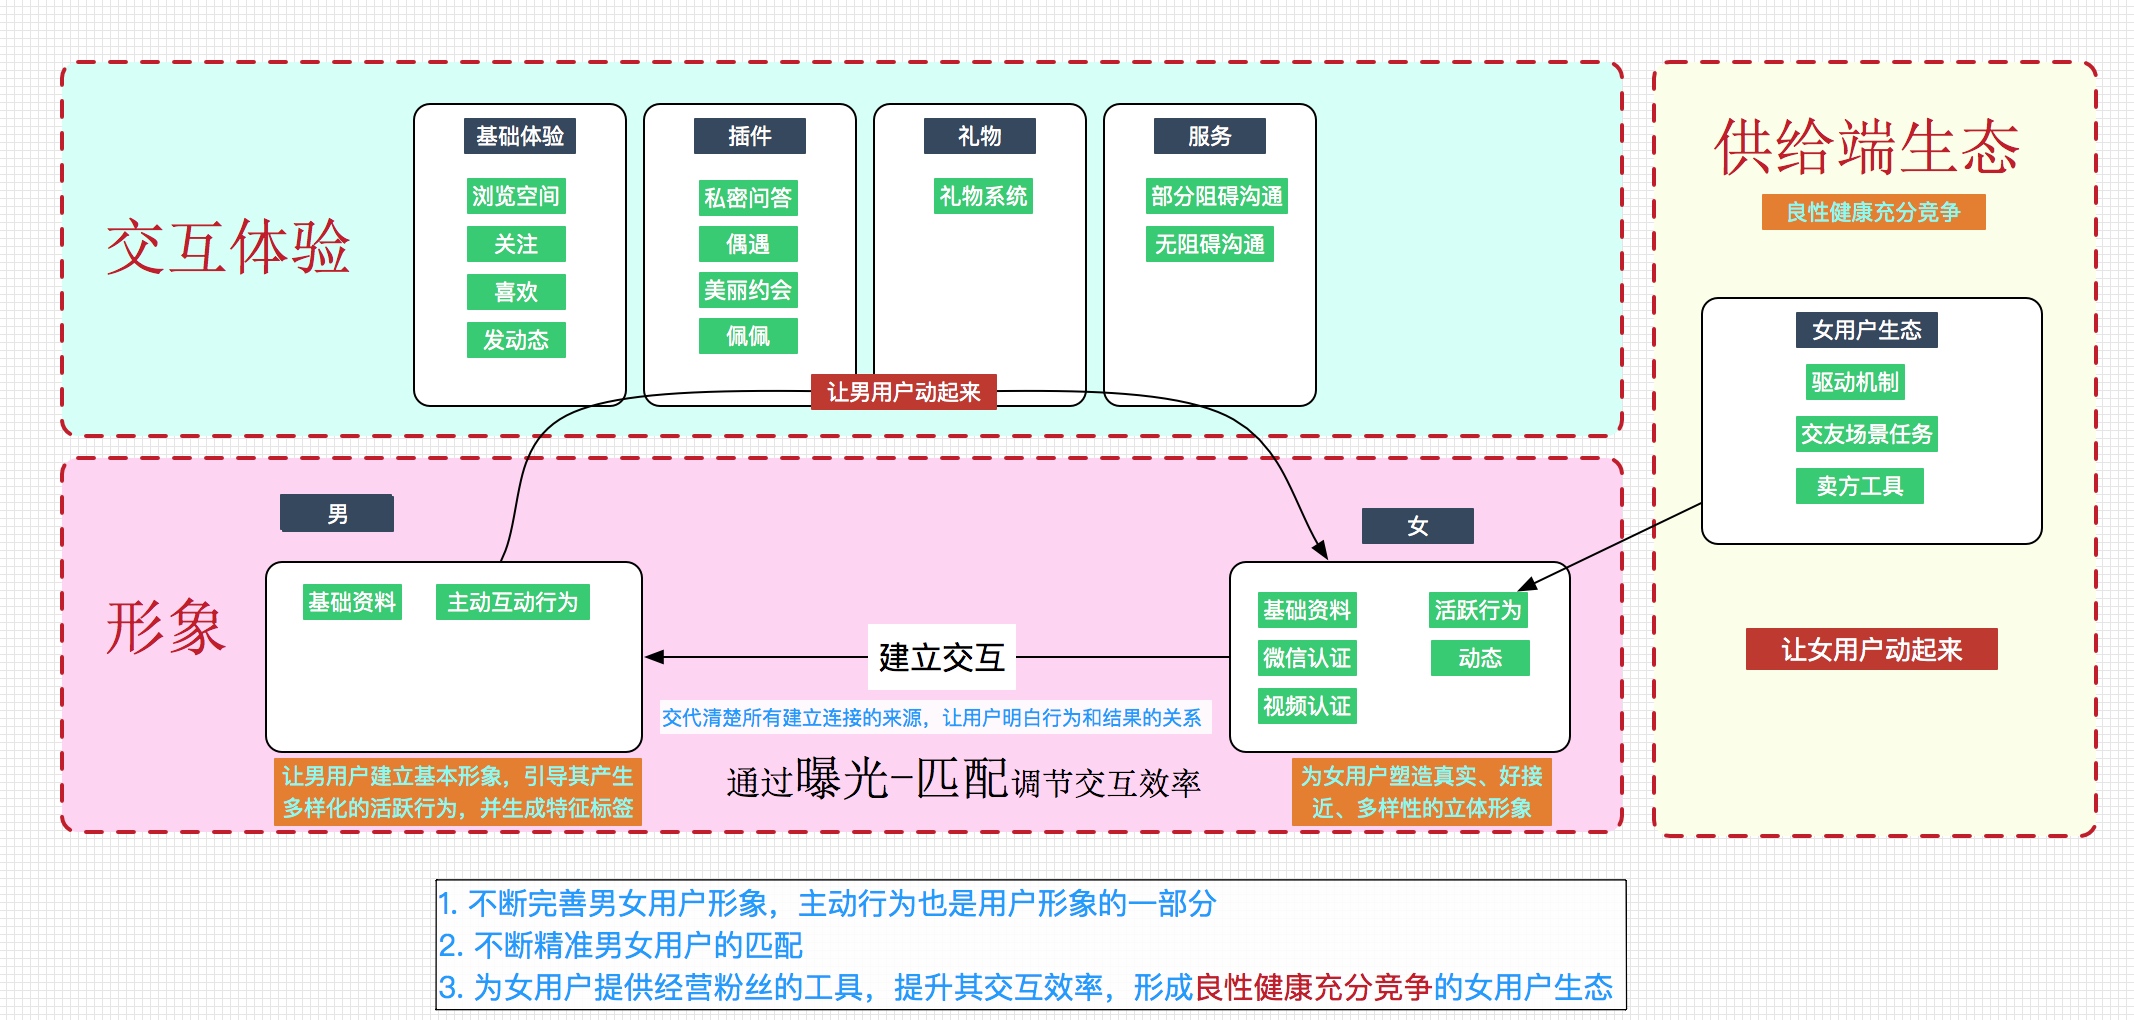 交互体验
基础体验
浏览空间
关注
喜欢
发动态
插件
私密问答
偶遇
美丽约会
佩佩
礼物
礼物系统
服务
部分阻碍沟通
无阻碍沟通
让男用户动起来
供给端生态
良性健康充分竞争
女用户生态
驱动机制
交友场景任务
卖方工具
让女用户动起来
形象
男
基础资料
主动互动行为
让男用户建立基本形象，引导其产生
多样化的活跃行为，并生成特征标签
建立交互
交代清楚所有建立连接的来源，让用户明白行为和结果的关系
通过曝光-匹配调节交互效率
女
基础资料
微信认证
视频认证
活跃行为
动态
为女用户塑造真实、好接
近、多样性的立体形象
1. 不断完善男女用户形象，主动行为也是用户形象的一部分
2. 不断精准男女用户的匹配
3. 为女用户提供经营粉丝的工具，提升其交互效率，形成良性健康充分竞争的女用户生态